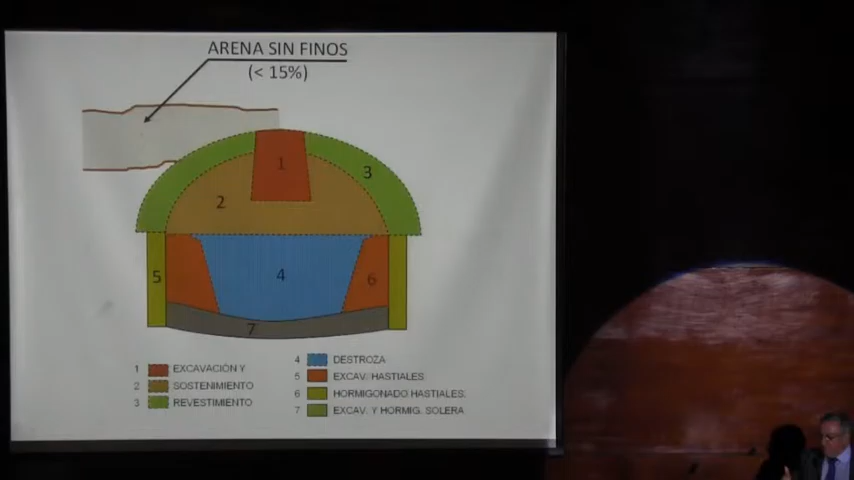 ARENA SIN FINOS
(< 15%)
1
3
2
5
4
6
7
1 EXCAVACIÓN Y
2 SOSTENIMIENTO
3 REVESTIMIENTO
4 DESTROZA
5 EXCAV. HASTIALES
6 HORMIGONADO HASTIALES
7 EXCAV. Y HORMIG. SOLERA